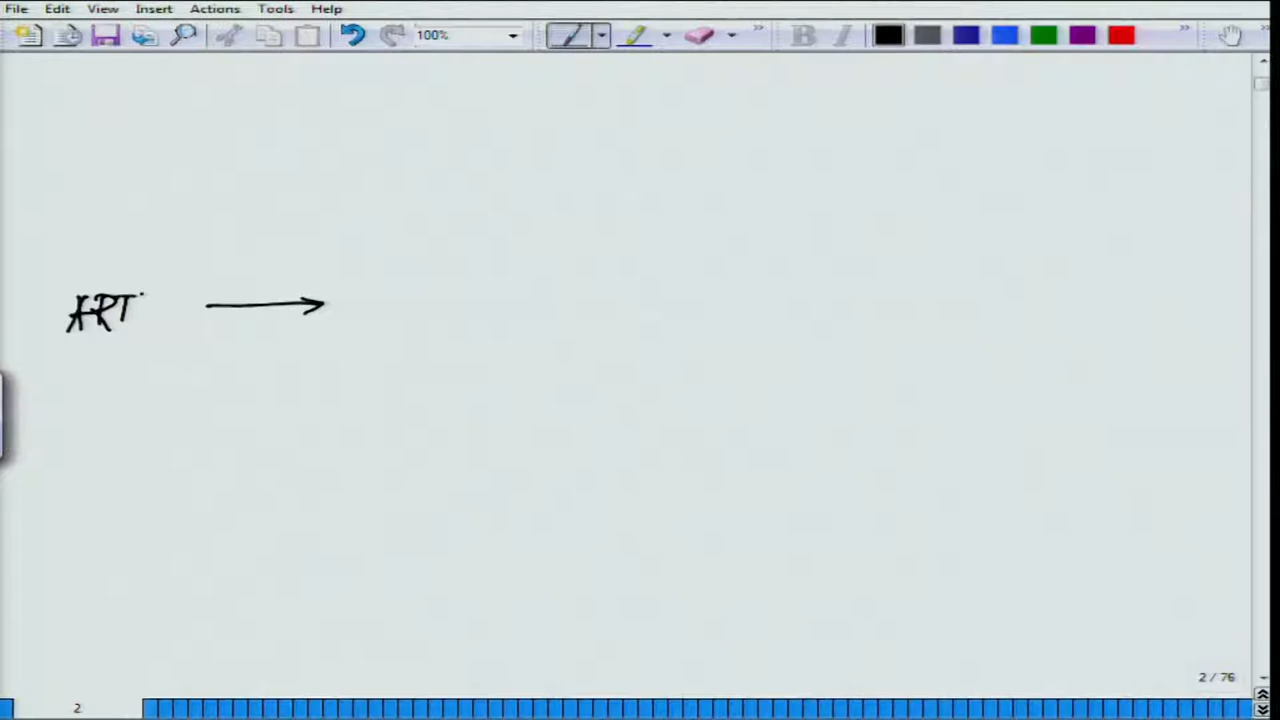 File Edit View Insert Actions Tools Help
100%
ART →
2 / 76
2